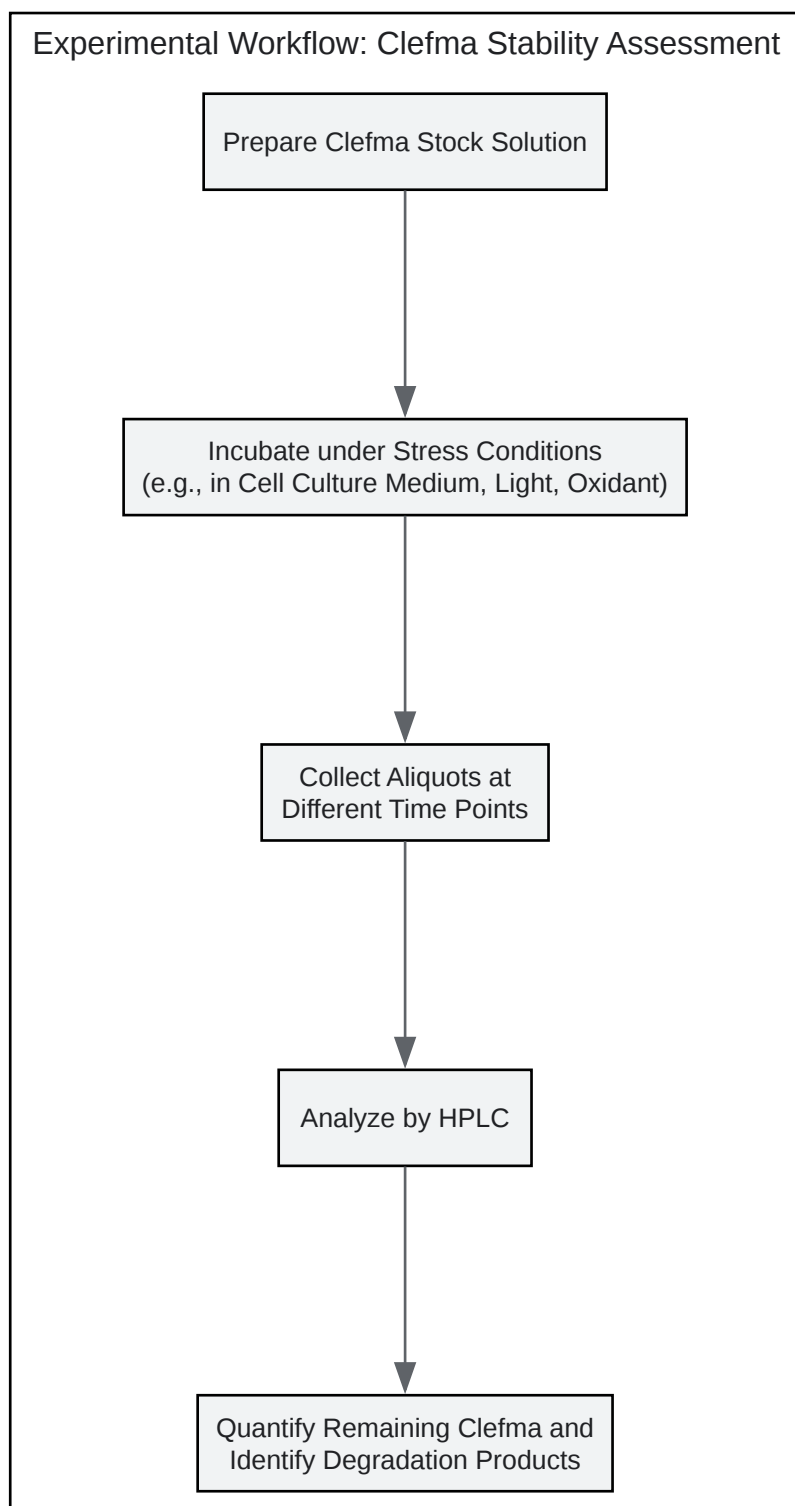 Experimental Workflow: Clefma Stability Assessment
Prepare Clefma Stock Solution
Incubate under Stress Conditions
(e.g., in Cell Culture Medium, Light, Oxidant)
Collect Aliquots at
Different Time Points
Analyze by HPLC
Quantify Remaining Clefma and
Identify Degradation Products